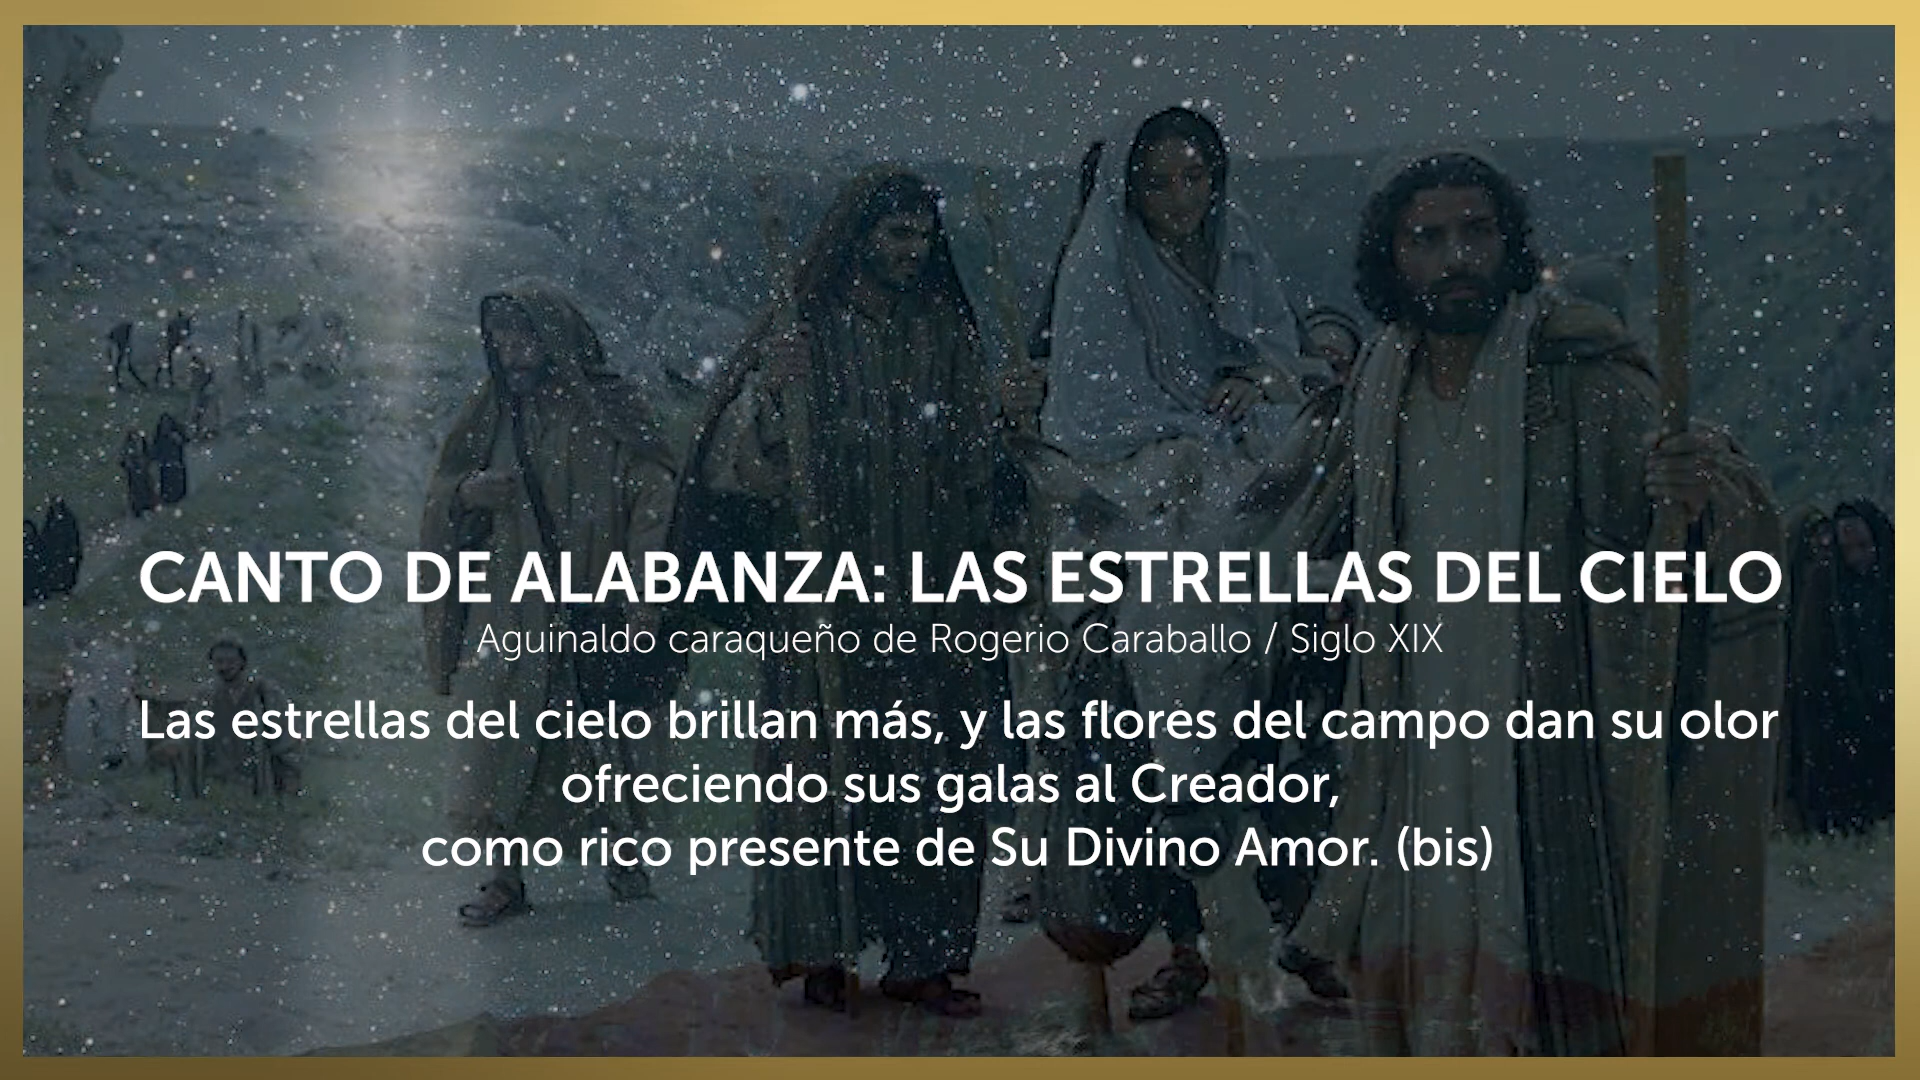 CANTO DE ALABANZA: LAS ESTRELLAS DEL CIELO
Aguinaldo caraqueño de Rogerio Caraballo / Siglo XIX
Las estrellas del cielo brillan más, y las flores del campo dan su olor
ofreciendo sus galas al Creador,
como rico presente de Su Divino Amor. (bis)